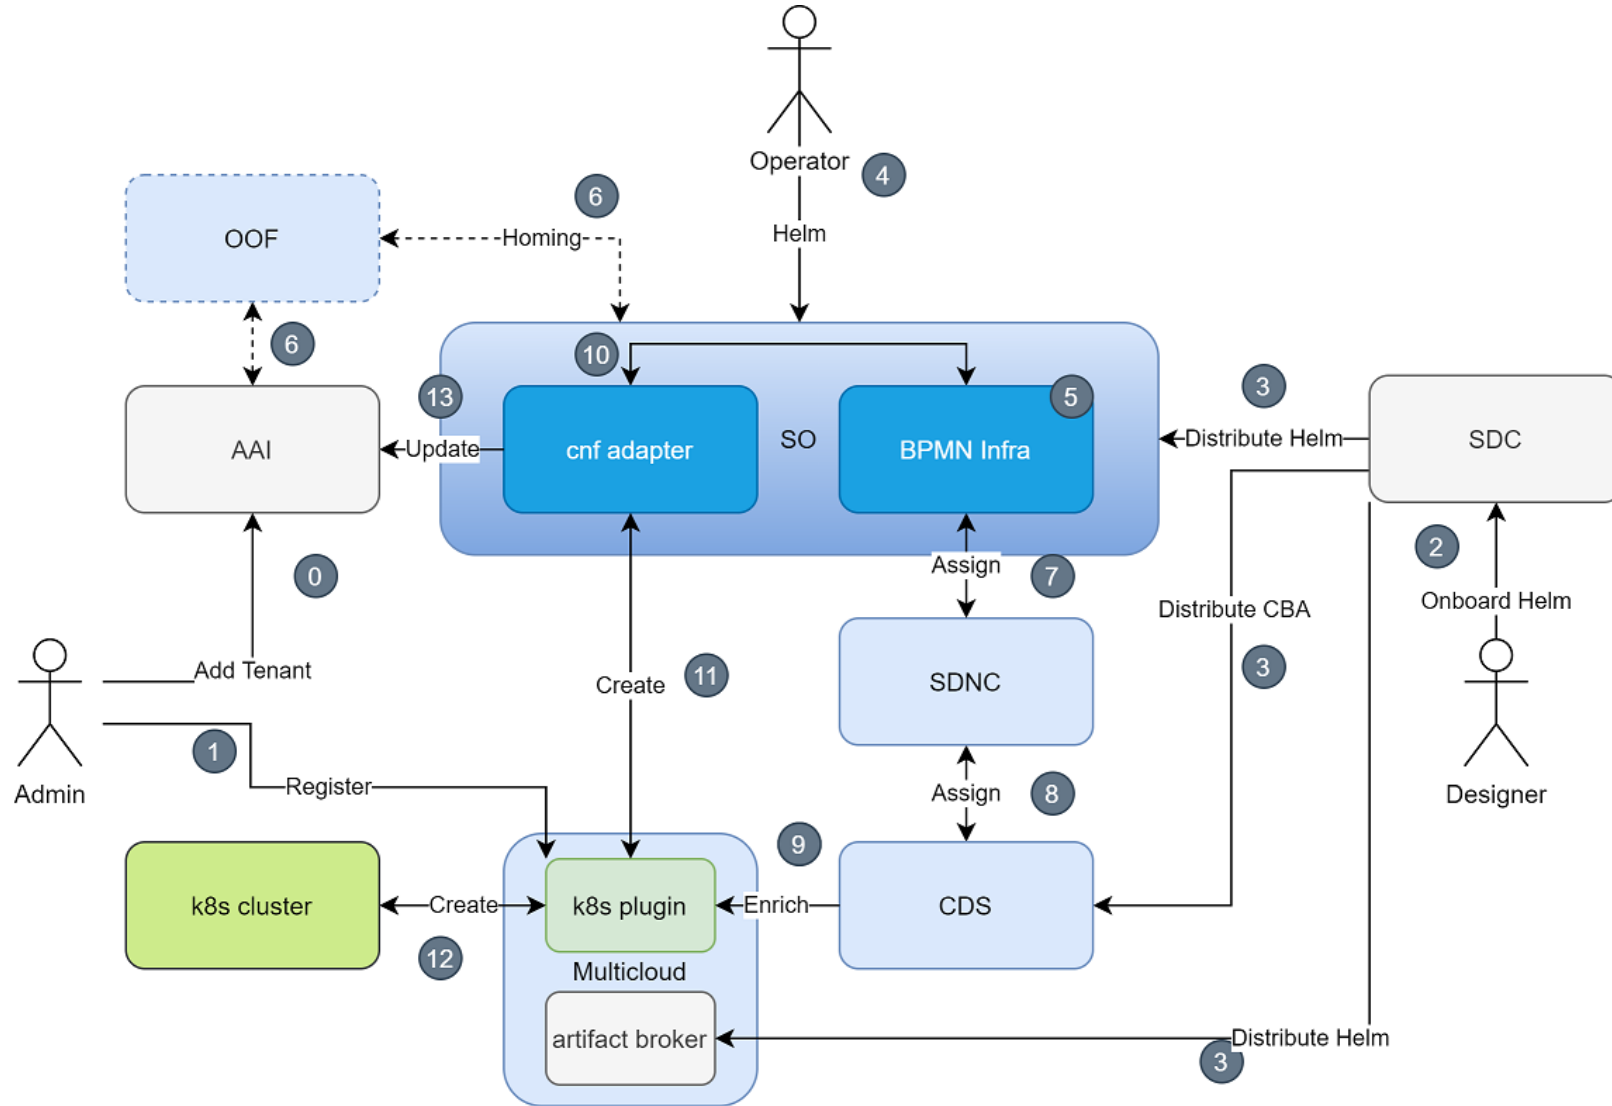 Operator
4
6
OOF
Homing
Helm
6
10
13
5
3
AAI
Update
cnf adapter
SO
BPMN Infra
Distribute Helm
SDC
0
Assign
7
2
Distribute CBA
Onboard Helm
Add Tenant
Create
11
SDNC
3
1
Admin
Register
Assign
8
Designer
9
k8s cluster
Create
k8s plugin
Enrich
CDS
12
Multicloud
artifact broker
Distribute Helm
3